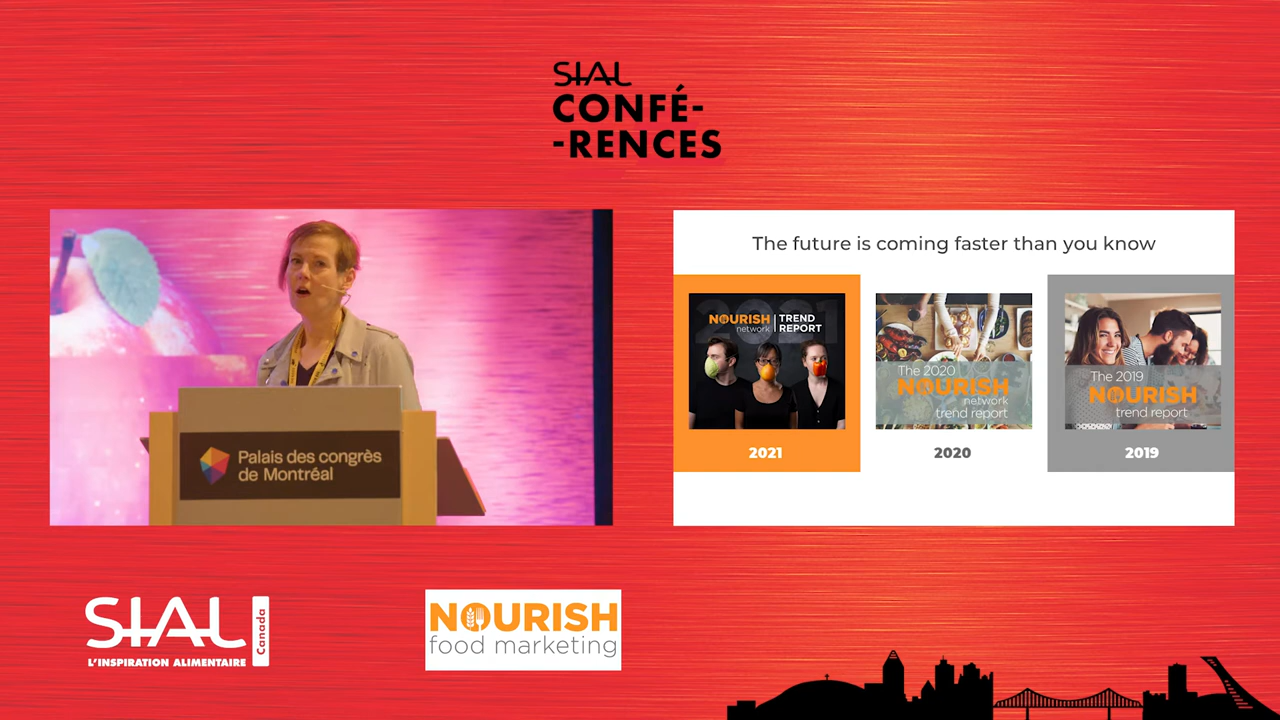 SIAL
CONFÉ-
-RENCES
The future is coming faster than you know
2021
NOURISH
network
TREND
REPORT
The 2020
NOURISH
network
trend report
The 2019
NOURISH
trend report
2021
2020
2019
Palais des congrès
de Montréal
SIAL
Canada
L'INSPIRATION ALIMENTAIRE
NOURISH
food marketing